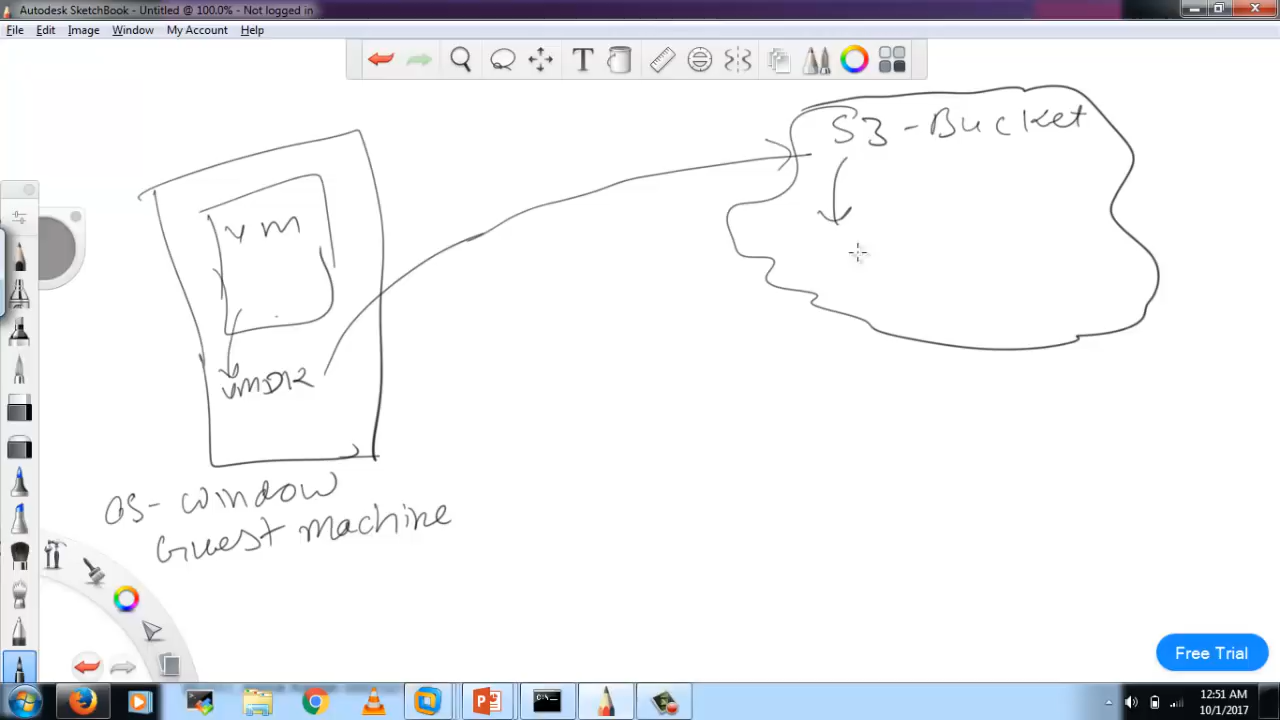 Autodesk SketchBook - Untitled @ 100.0% - Not logged in
File Edit Image Window My Account Help
T
S3 - Bucket
vm
VMDK
OS - window
Guest machine
Free Trial
12:51 AM
10/1/2017